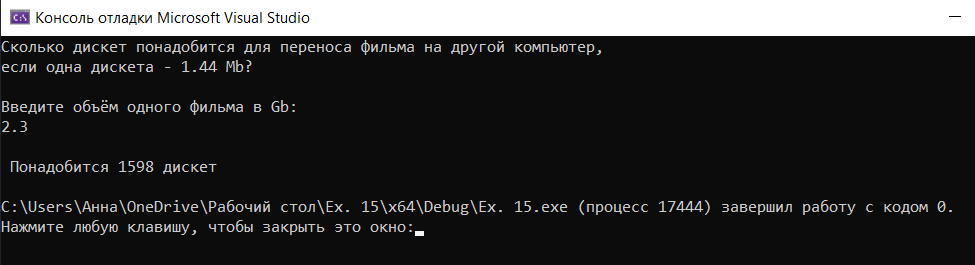 Консоль отладки Microsoft Visual Studio
Сколько дискет понадобится для переноса фильма на другой компьютер,
если одна дискета - 1.44 Mb?
Введите объём одного фильма в Gb:
2.3
Понадобится 1598 дискет
C:\Users\Анна\OneDrive\Рабочий стол\Ex. 15\x64\Debug\Ex. 15.exe (процесс 17444) завершил работу с кодом 0.
Нажмите любую клавишу, чтобы закрыть это окно: